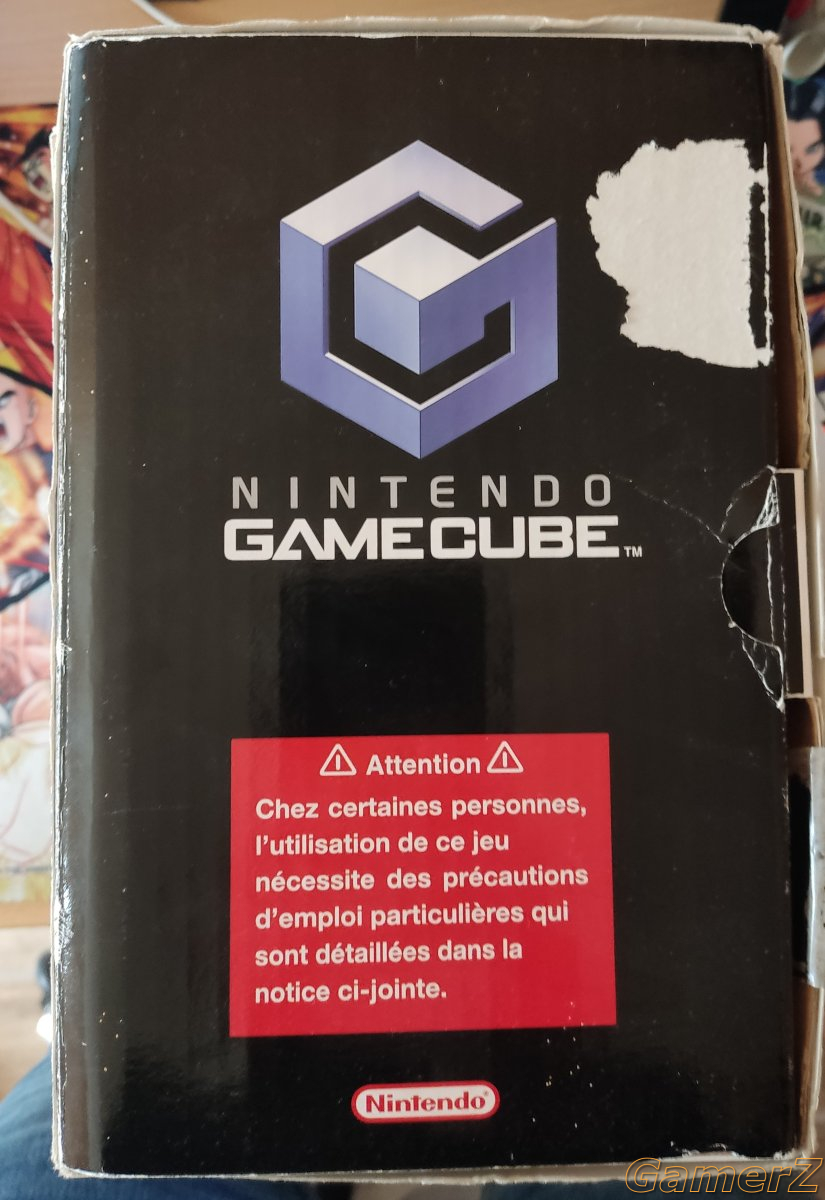 NINTENDO
GAMECUBE™
⚠ Attention ⚠
Chez certaines personnes,
l'utilisation de ce jeu
nécessite des précautions
d'emploi particulières qui
sont détaillées dans la
notice ci-jointe.
Nintendo®
GamerZ